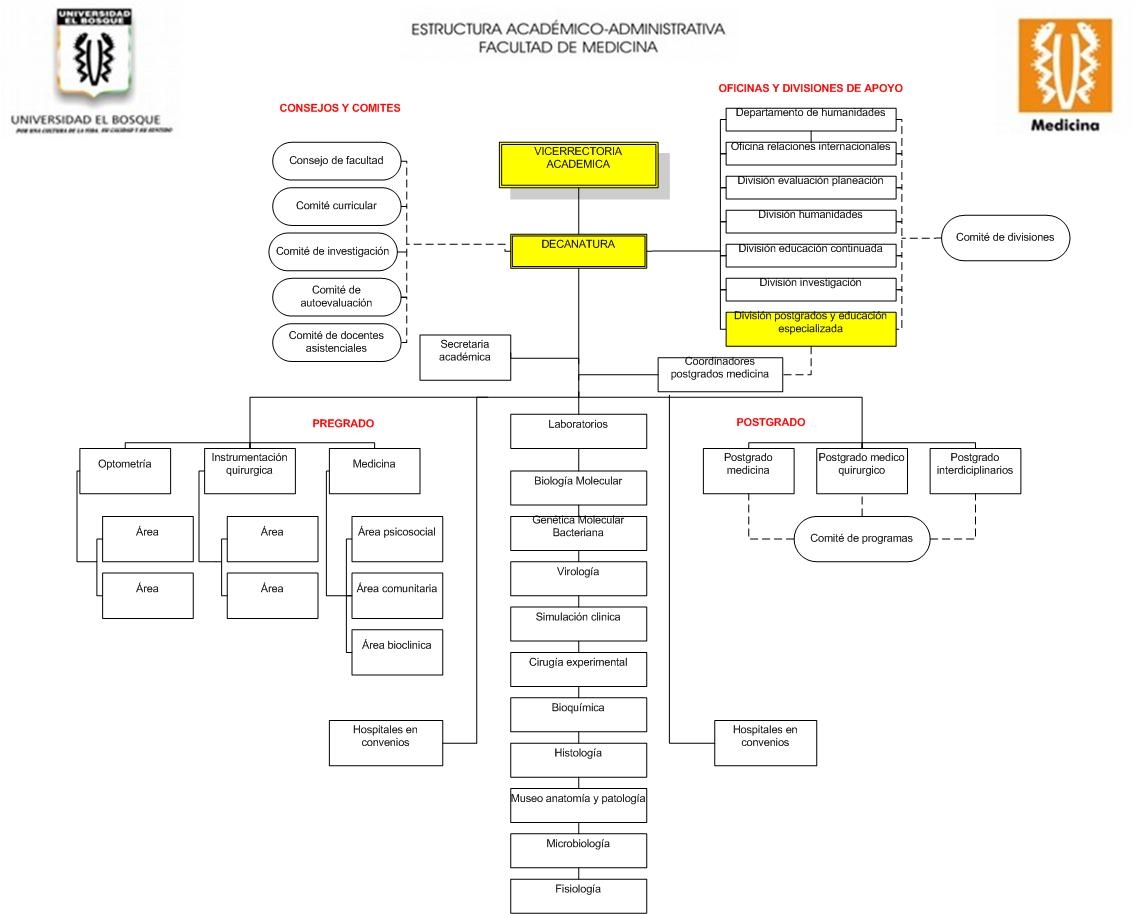 UNIVERSIDAD
EL BOSQUE
UNIVERSIDAD EL BOSQUE
POR UNA CULTURA DE LA VIDA, SU CALIDAD Y SU SENTIDO
ESTRUCTURA ACADÉMICO-ADMINISTRATIVA
FACULTAD DE MEDICINA
Medicina
CONSEJOS Y COMITES
Consejo de facultad
Comité curricular
Comité de investigación
Comité de
autoevaluación
Comité de docentes
asistenciales
VICERRECTORIA
ACADEMICA
DECANATURA
OFICINAS Y DIVISIONES DE APOYO
Departamento de humanidades
Oficina relaciones internacionales
División evaluación planeación
División humanidades
División educación continuada
División investigación
División postgrados y educación
especializada
Comité de divisiones
Secretaria
académica
Coordinadores
postgrados medicina
PREGRADO
Optometría
Área
Área
Instrumentación
quirurgica
Área
Área
Medicina
Área psicosocial
Área comunitaria
Área bioclinica
Hospitales en
convenios
Laboratorios
Biología Molecular
Genética Molecular
Bacteriana
Virología
Simulación clinica
Cirugía experimental
Bioquímica
Histología
Museo anatomía y patología
Microbiología
Fisiología
POSTGRADO
Postgrado
medicina
Postgrado medico
quirurgico
Postgrado
interdiciplinarios
Comité de programas
Hospitales en
convenios